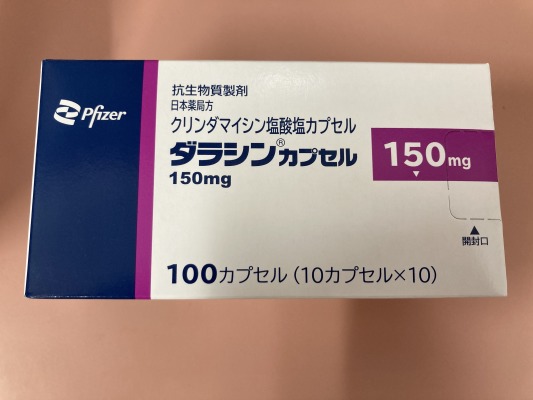 Pfizer
抗生物質製剤
日本薬局方
クリンダマイシン塩酸塩カプセル
ダラシン®カプセル
150mg
150mg
開封口
100カプセル（10カプセル×10）